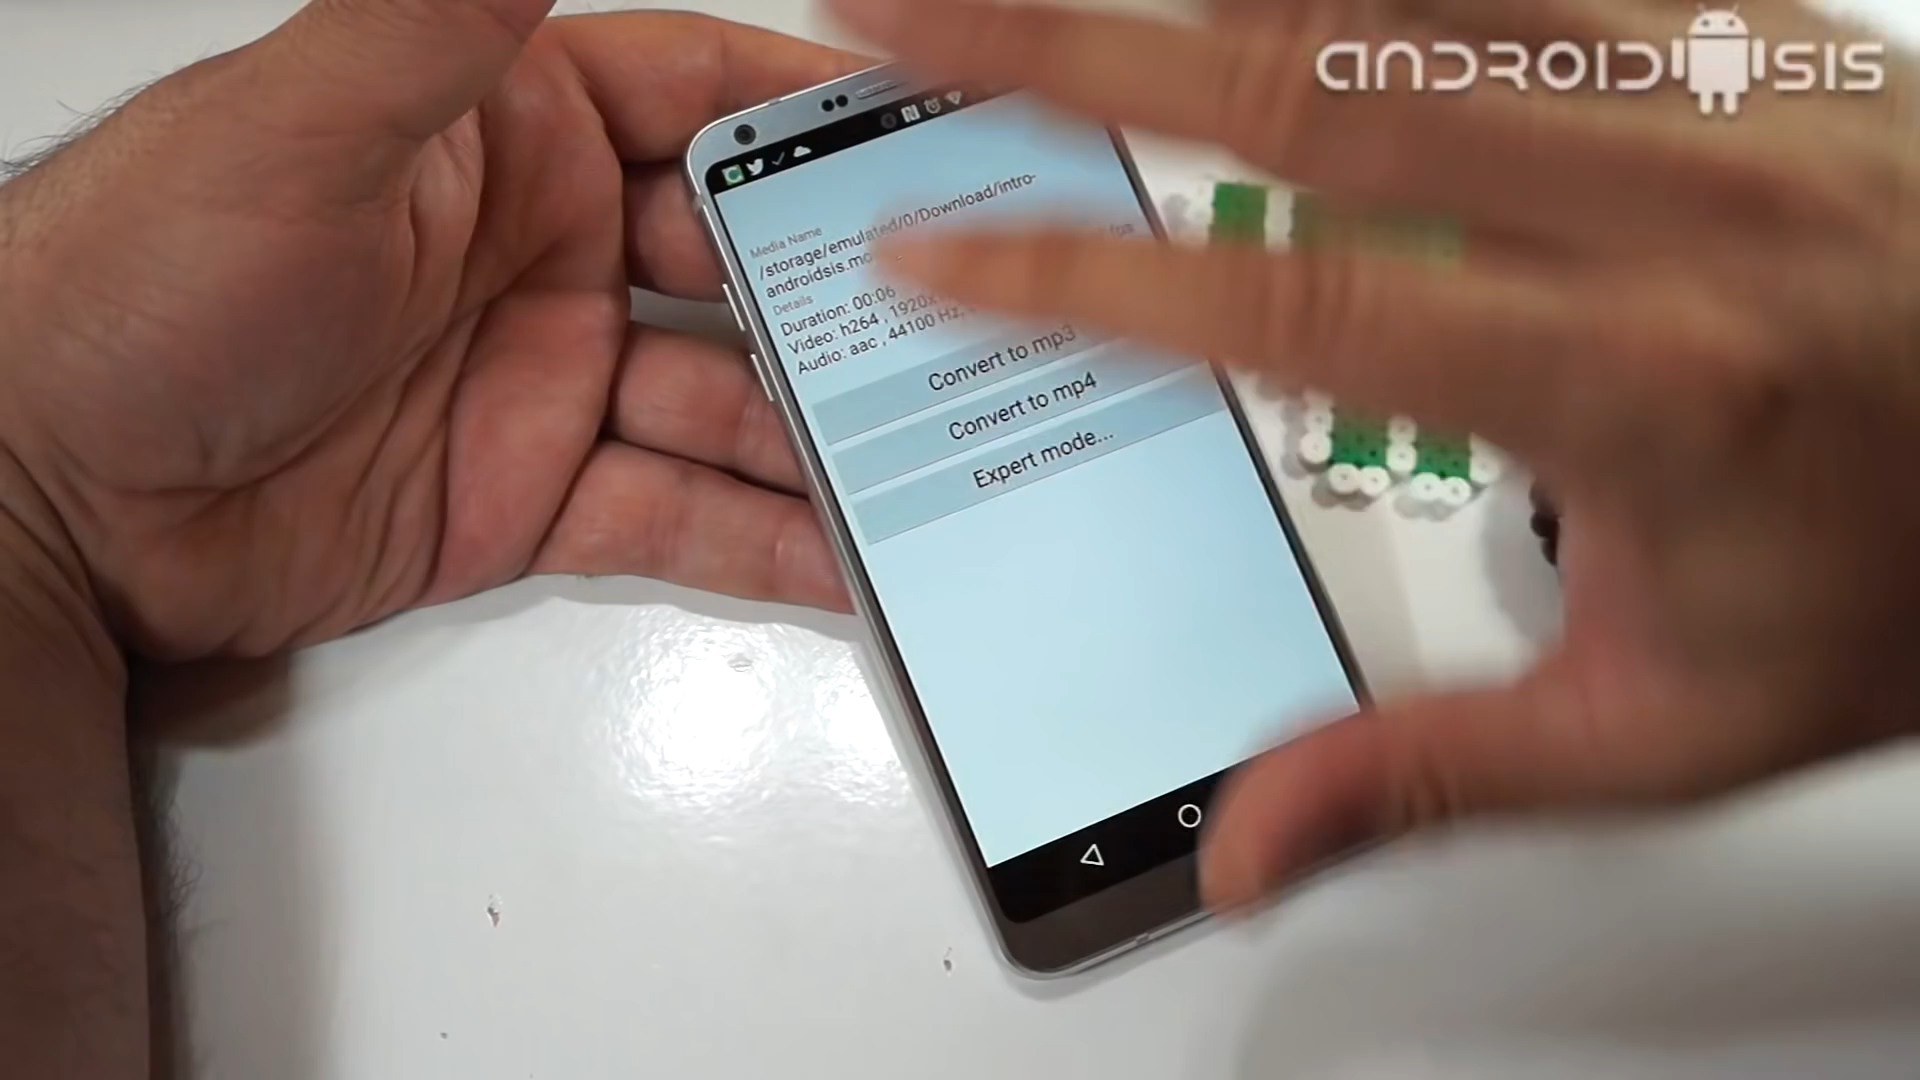 ANDROIDSIS
Media Name
/storage/emulated/0/Download/intro-
androidsis.mo
fps
Details
Duration: 00:06
Video: h264 , 1920x
Audio: aac , 44100 Hz,
Convert to mp3
Convert to mp4
Expert mode...